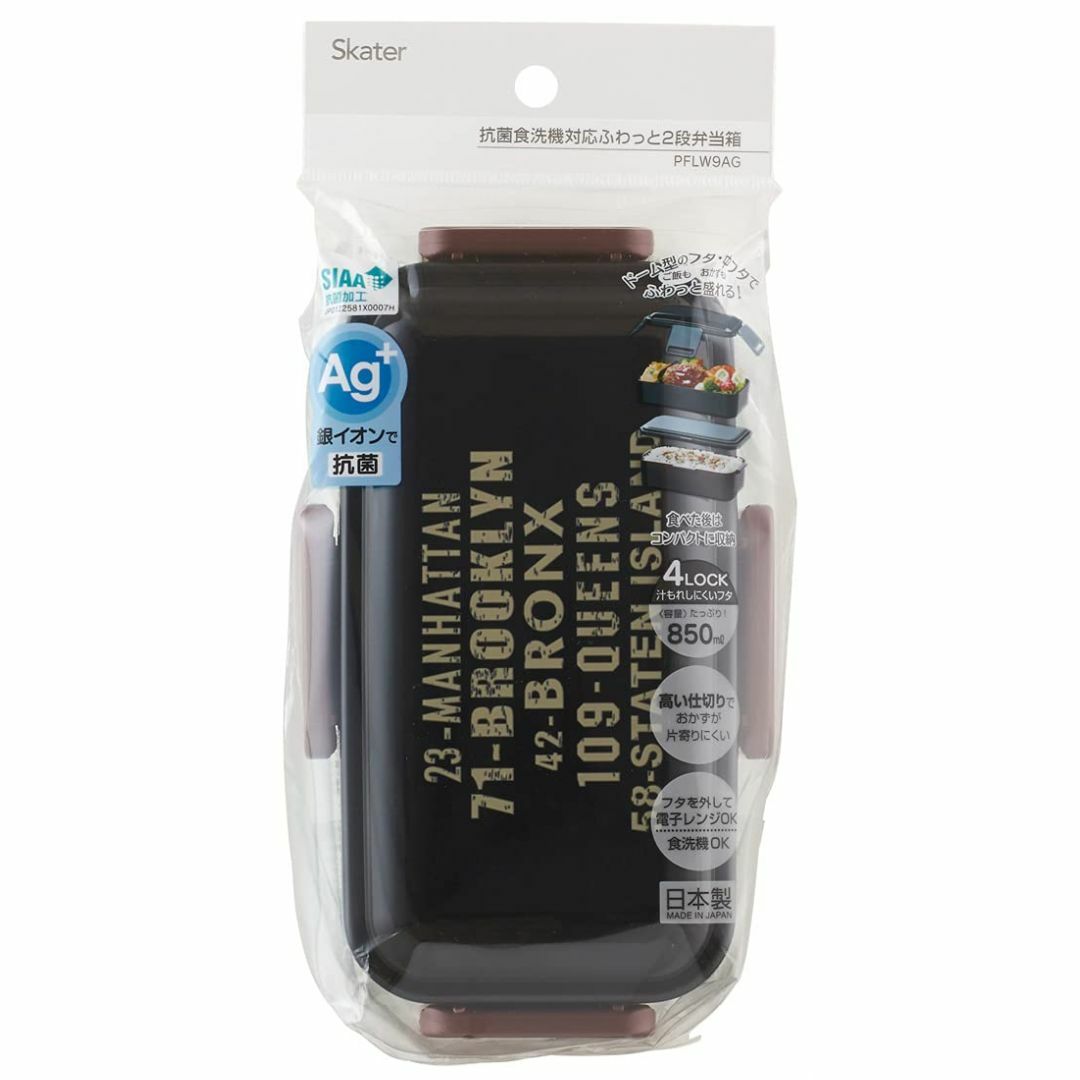 Skater
抗菌食洗機対応ふわっと2段弁当箱
PFLW9AG
SIAA
抗菌加工
Ag+
銀イオンで
抗菌
ドーム型のフタ・中フタで
ご飯も おかずも
ふわっと盛れる!
食べた後は
コンパクトに収納
4LOCK
汁もれしにくいフタ
〈容量〉たっぷり!
850㎖
高い仕切りで
おかずが
片寄りにくい
フタを外して
電子レンジOK
食洗機OK
日本製
MADE IN JAPAN
23-MANHATTAN
71-BROOKLYN
42-BRONX
109-QUEENS
58-STATEN ISLAND